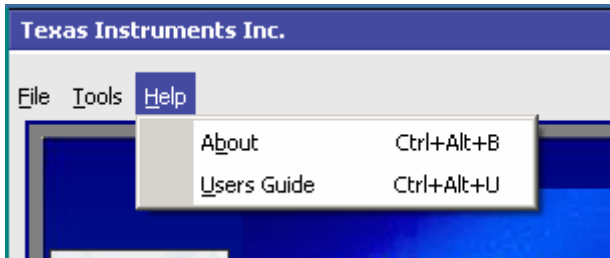 Texas Instruments Inc.
File Tools Help
About Ctrl+Alt+B
Users Guide Ctrl+Alt+U